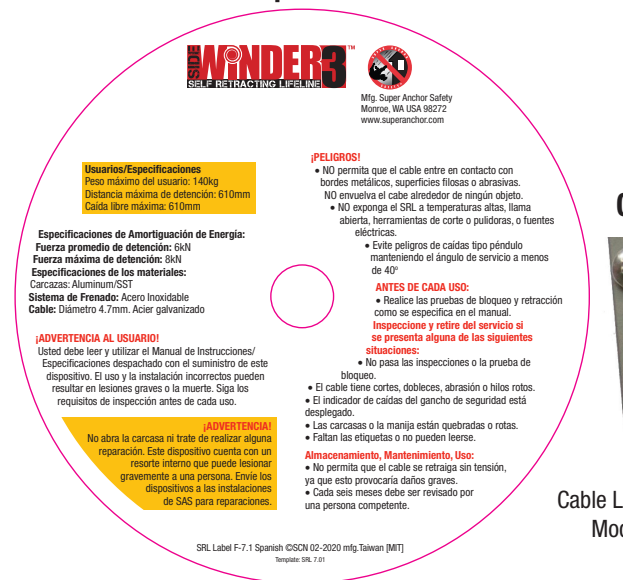 SIDE
WiNDER3™
SELF RETRACTING LIFELINE
Mfg. Super Anchor Safety
Monroe, WA USA 98272
www.superanchor.com
Usuarios/Especificaciones
Peso máximo del usuario: 140kg
Distancia máxima de detención: 610mm
Caída libre máxima: 610mm
Especificaciones de Amortiguación de Energía:
Fuerza promedio de detención: 6kN
Fuerza máxima de detención: 8kN
Especificaciones de los materiales:
Carcazas: Aluminum/SST
Sistema de Frenado: Acero Inoxidable
Cable: Diámetro 4.7mm. Acier galvanizado
¡ADVERTENCIA AL USUARIO!
Usted debe leer y utilizar el Manual de Instrucciones/
Especificaciones despachado con el suministro de este
dispositivo. El uso y la instalación incorrectos pueden
resultar en lesiones graves o la muerte. Siga los
requisitos de inspección antes de cada uso.
¡ADVERTENCIA!
No abra la carcasa ni trate de realizar alguna
reparación. Este dispositivo cuenta con un
resorte interno que puede lesionar
gravemente a una persona. Envíe los
dispositivos a las instalaciones
de SAS para reparaciones.
¡PELIGROS!
• NO permita que el cable entre en contacto con
bordes metálicos, superficies filosas o abrasivas.
NO envuelva el cabe alrededor de ningún objeto.
• NO exponga el SRL a temperaturas altas, llama
abierta, herramientas de corte o pulidoras, o fuentes
eléctricas.
• Evite peligros de caídas tipo péndulo
manteniendo el ángulo de servicio a menos
de 40º
ANTES DE CADA USO:
• Realice las pruebas de bloqueo y retracción
como se especifica en el manual.
Inspeccione y retire del servicio si
se presenta alguna de las siguientes
situaciones:
• No pasa las inspecciones o la prueba de
bloqueo.
• El cable tiene cortes, dobleces, abrasión o hilos rotos.
• El indicador de caídas del gancho de seguridad está
desplegado.
• Las carcasas o la manija están quebradas o rotas.
• Faltan las etiquetas o no pueden leerse.
Almacenamiento, Mantenimiento, Uso:
• No permita que el cable se retraiga sin tensión,
ya que esto provocaría daños graves.
• Cada seis meses debe ser revisado por
una persona competente.
SRL Label F-7.1 Spanish ©SCN 02-2020 mfg.Taiwan [MIT]
Template: SRL 7.01
Cable L
Mod